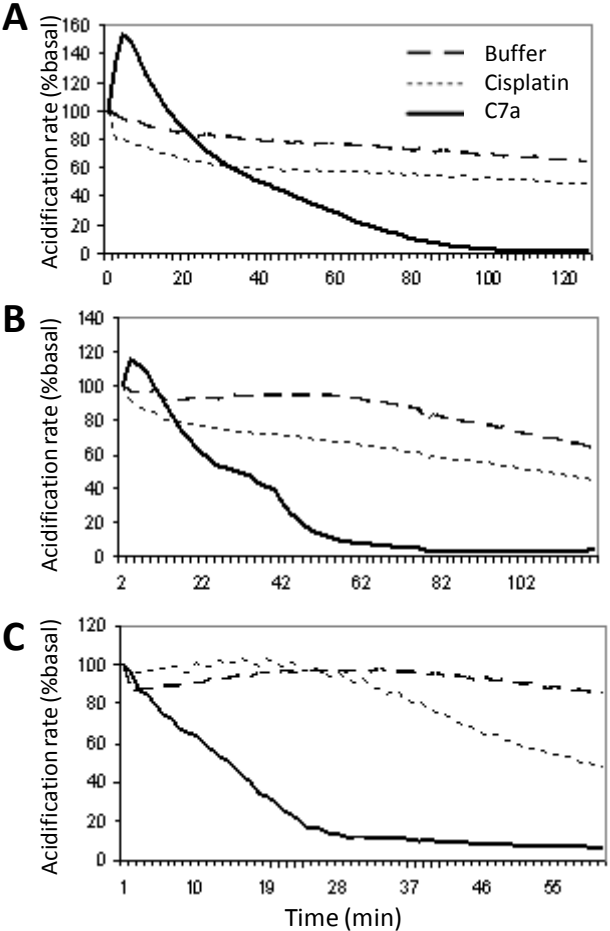 A
Acidification rate (%basal)
160
140
120
100
80
60
40
20
0
0 20 40 60 80 100 120
Buffer
Cisplatin
C7a
B
Acidification rate (%basal)
140
120
100
80
60
40
20
0
2 22 42 62 82 102
C
Acidification rate (%basal)
120
100
80
60
40
20
0
1 10 19 28 37 46 55
Time (min)